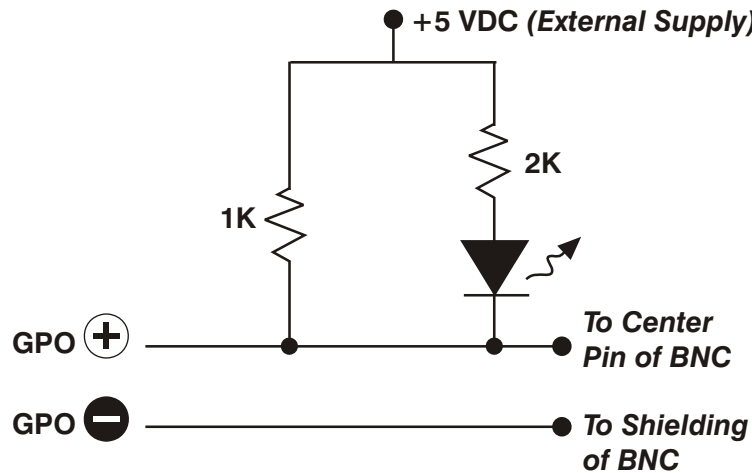 +5 VDC (External Supply)
2K
1K
GPO +
To Center
Pin of BNC
GPO −
To Shielding
of BNC